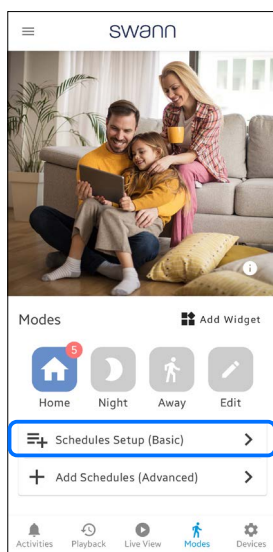 swann
Modes
Add Widget
5
Home Night Away Edit
Schedules Setup (Basic)
Add Schedules (Advanced)
Activities Playback Live View Modes Devices